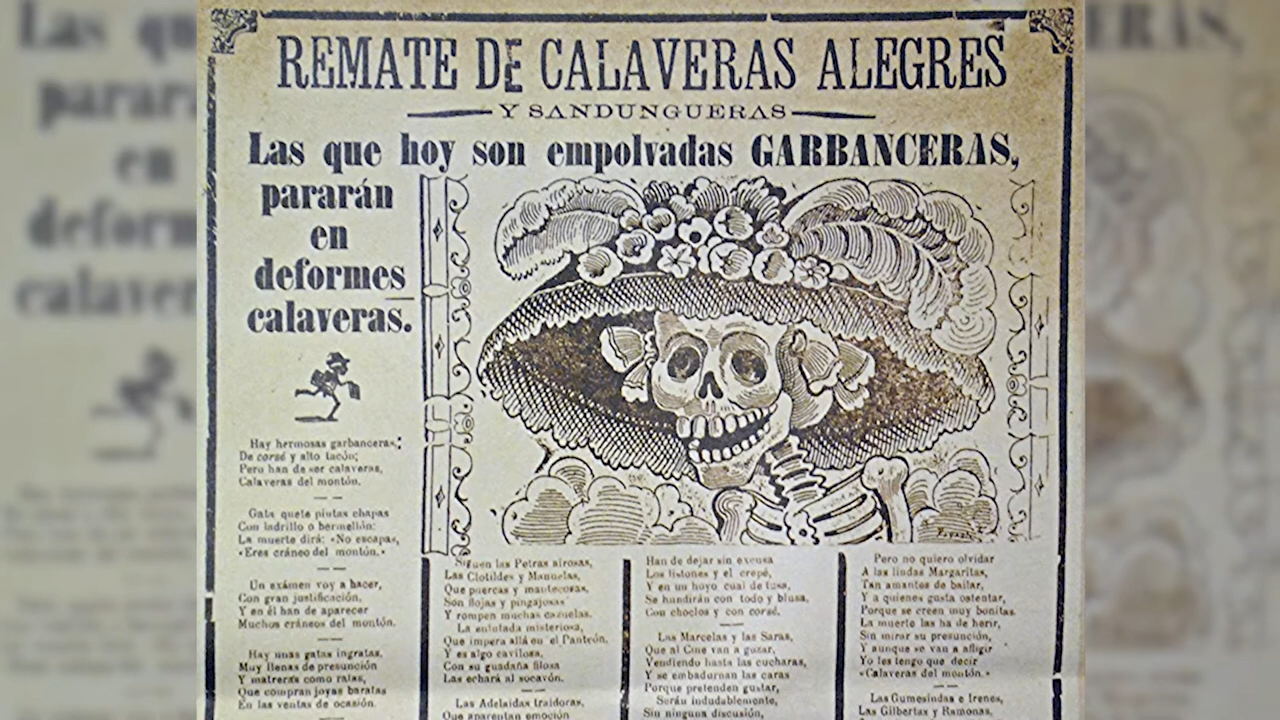 REMATE DE CALAVERAS ALEGRES
Y SANDUNGUERAS
Las que hoy son empolvadas GARBANCERAS,
pararán
en
deformes
calaveras.
Hay hermosas garbanceras,
De corsé y alto tacón;
Pero han de ser calaveras,
Calaveras del montón.
Gata que te pintas chapas
Con ladrillo o bermellón:
La muerte dirá: «No escapas,
«Eres cráneo del montón.»
Un exámen voy a hacer,
Con gran justificación,
Y en él han de aparecer
Muchos cráneos del montón.
Hay unas gatas ingratas,
Muy llenas de presunción
Y matreras como ratas,
Que compran joyas baratas
En las ventas de ocasión.
Siguen las Petras airosas,
Las Clotildes y Manuelas,
Que puercas y mantecosas,
Son flojas y pingajosas
Y rompen muchas cazuelas.
La enlutada misteriosa,
Que impera allá en el Panteón,
Y es algo cavilosa,
Con su guadaña filosa
Las echará al socavón.
Las Adelaidas traidoras,
Que aparentan emoción
Han de dejar sin excusa
Los listones y el crepé,
Y en un hoyo cual de tusa,
Se hundirán con todo y blusa,
Con choclos y con corsé.
Las Marcelas y las Saras,
Que al Cine van a gozar,
Vendiendo hasta las cucharas,
Y se embadurnan las caras
Porque pretenden gustar,
Serán indudablemente,
Sin ninguna discusión,
Pero no quiero olvidar
A las lindas Margaritas,
Tan amantes de bailar,
Y a quienes gusta ostentar,
Porque se creen muy bonitas.
La muerte las ha de herir,
Sin mirar su presunción,
Y aunque se van a afligir
Yo les tengo que decir
«Calaveras del montón.»
Las Gumesindas e Irenes,
Las Gilbertas y Ramonas,